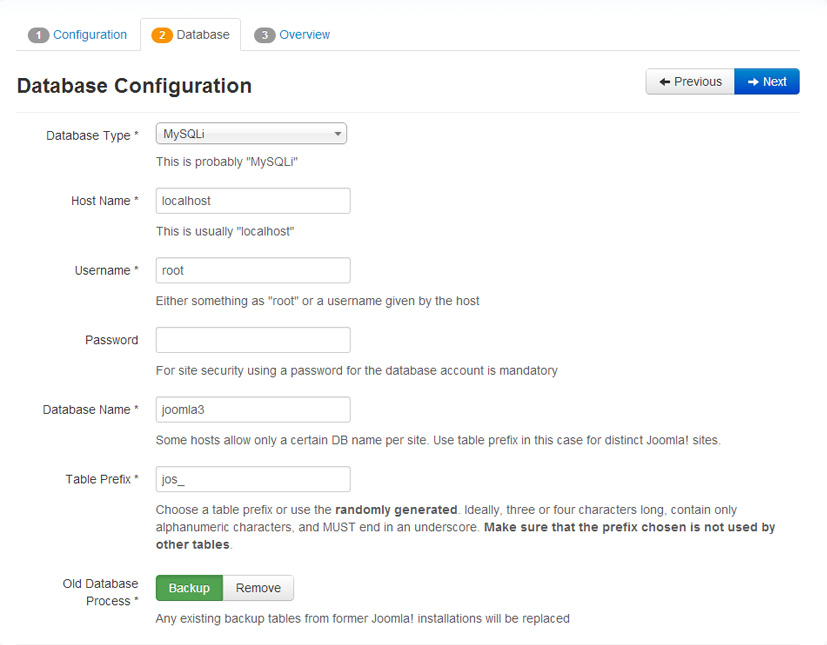 1 Configuration 2 Database 3 Overview
Database Configuration
Previous Next
Database Type * MySQLi
This is probably "MySQLi"
Host Name * localhost
This is usually "localhost"
Username * root
Either something as "root" or a username given by the host
Password
For site security using a password for the database account is mandatory
Database Name * joomla3
Some hosts allow only a certain DB name per site. Use table prefix in this case for distinct Joomla! sites.
Table Prefix * jos_
Choose a table prefix or use the randomly generated. Ideally, three or four characters long, contain only
alphanumeric characters, and MUST end in an underscore. Make sure that the prefix chosen is not used by
other tables.
Old Database
Process *
Backup Remove
Any existing backup tables from former Joomla! installations will be replaced